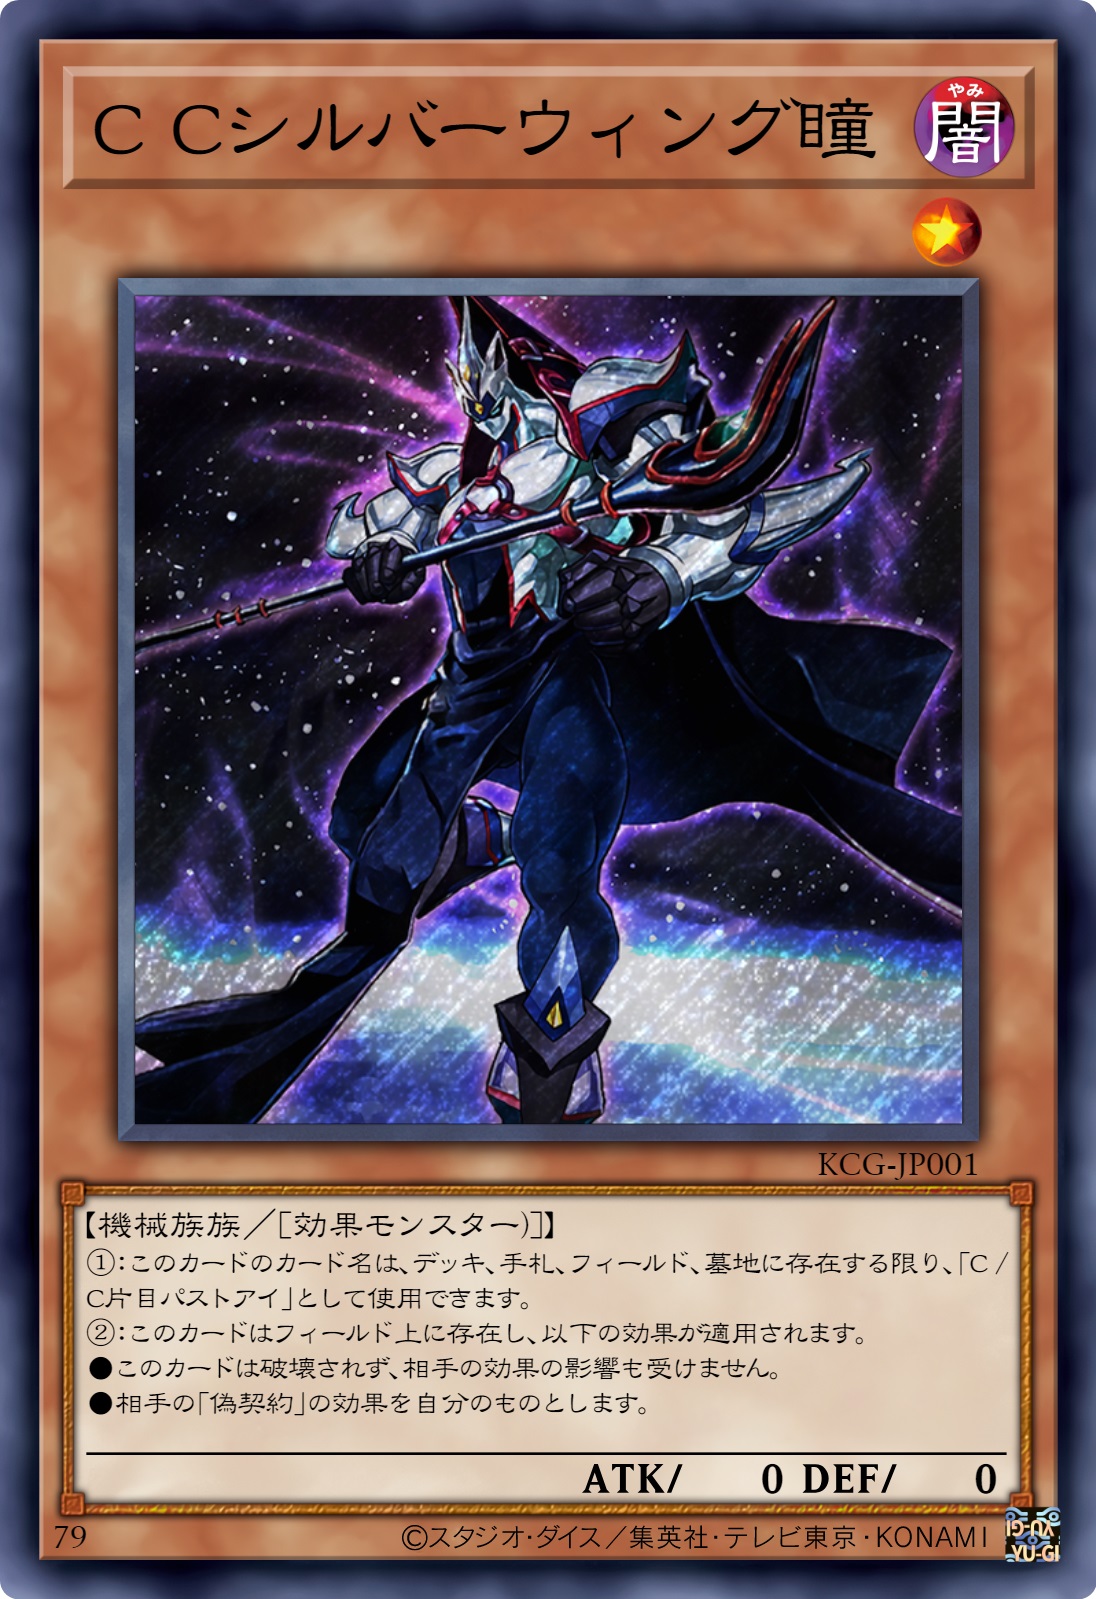 C Cシルバーウィング瞳
やみ
闇
KCG-JP001
【機械族族／[効果モンスター)]】
①：このカードのカード名は、デッキ、手札、フィールド、墓地に存在する限り、「C /
C片目パストアイ」として使用できます。
②：このカードはフィールド上に存在し、以下の効果が適用されます。
●このカードは破壊されず、相手の効果の影響も受けません。
●相手の「偽契約」の効果を自分のものとします。
ATK/ 0 DEF/ 0
79 ©スタジオ・ダイス／集英社・テレビ東京・KONAMI
YU-GI
YU-GI